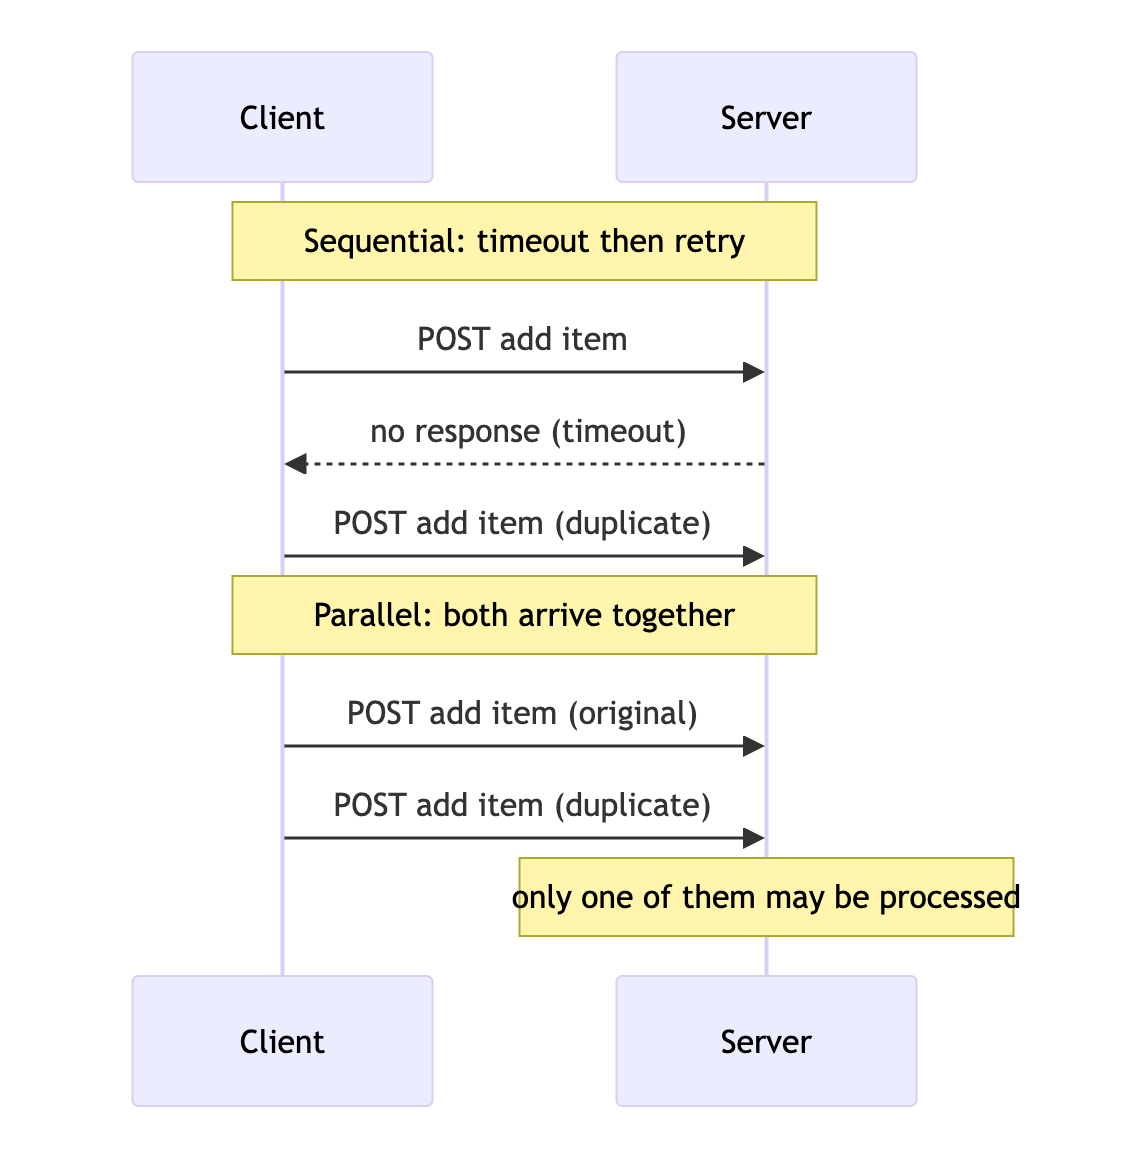 Client
Server
Sequential: timeout then retry
POST add item
no response (timeout)
POST add item (duplicate)
Parallel: both arrive together
POST add item (original)
POST add item (duplicate)
only one of them may be processed
Client
Server